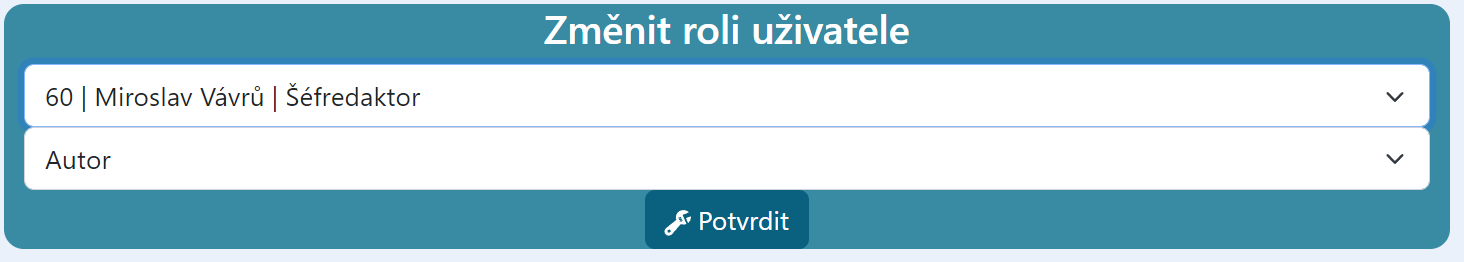 Změnit roli uživatele
60 | Miroslav Vávrů | Šéfredaktor
Autor
Potvrdit